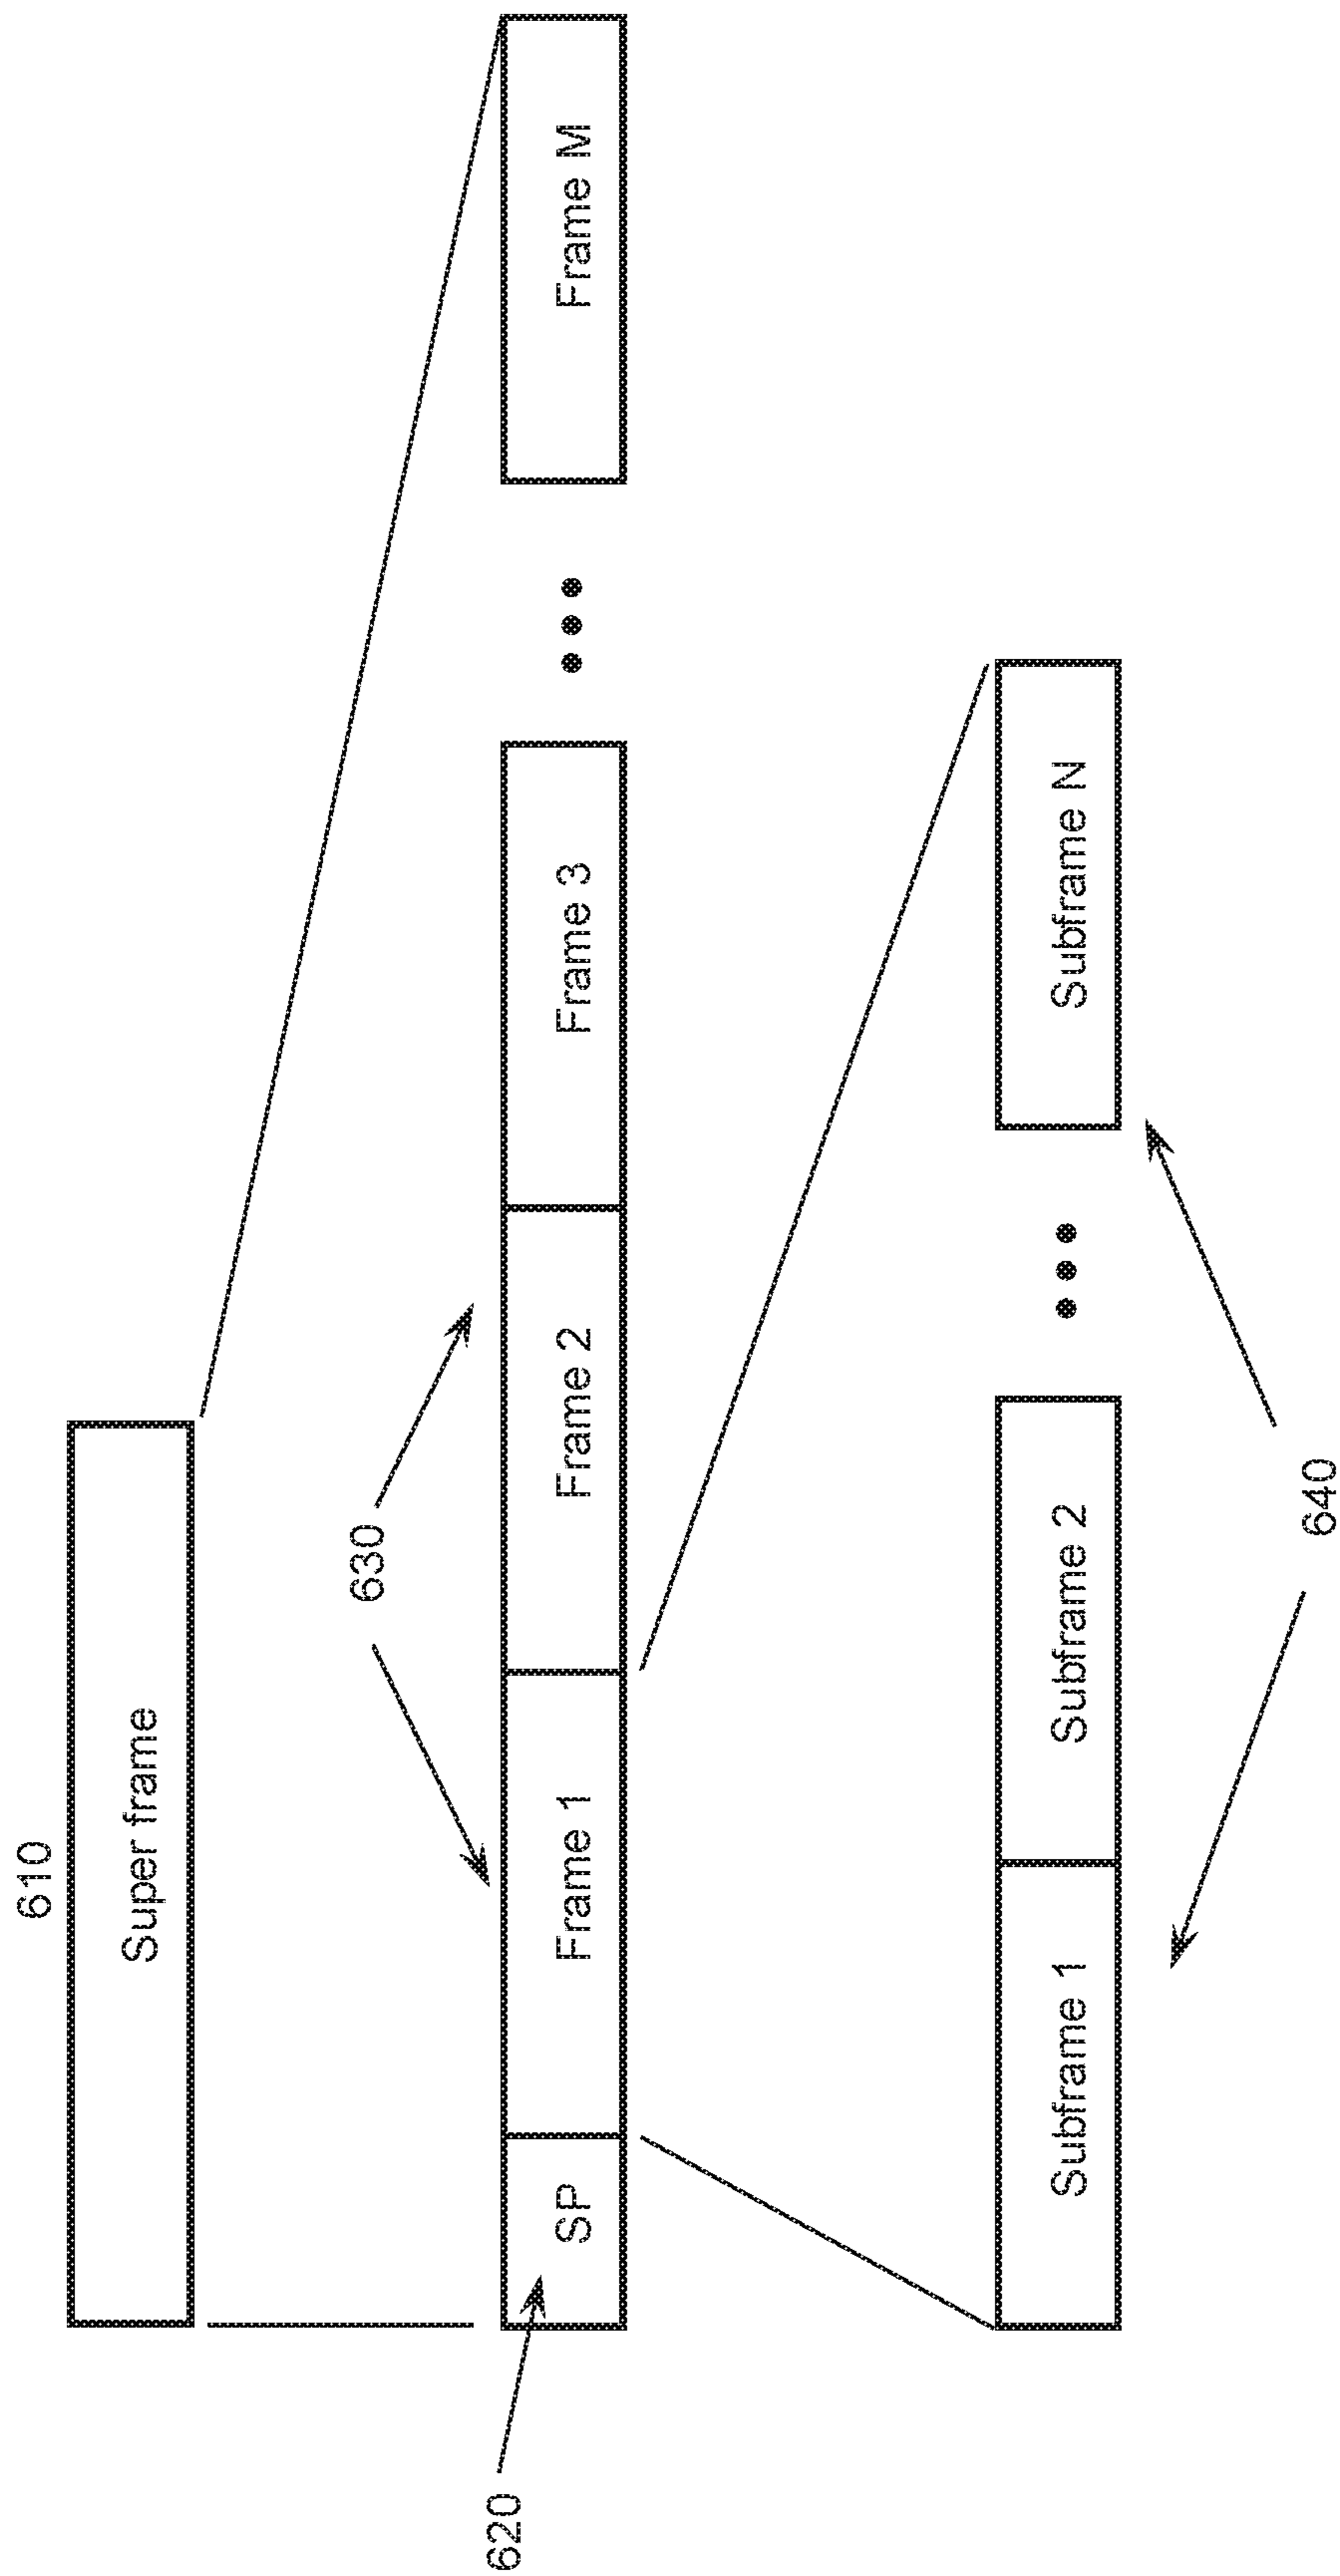 610
Super frame
630
620
SP
Frame 1
Frame 2
Frame 3
Frame M
Subframe 1
Subframe 2
Subframe N
640